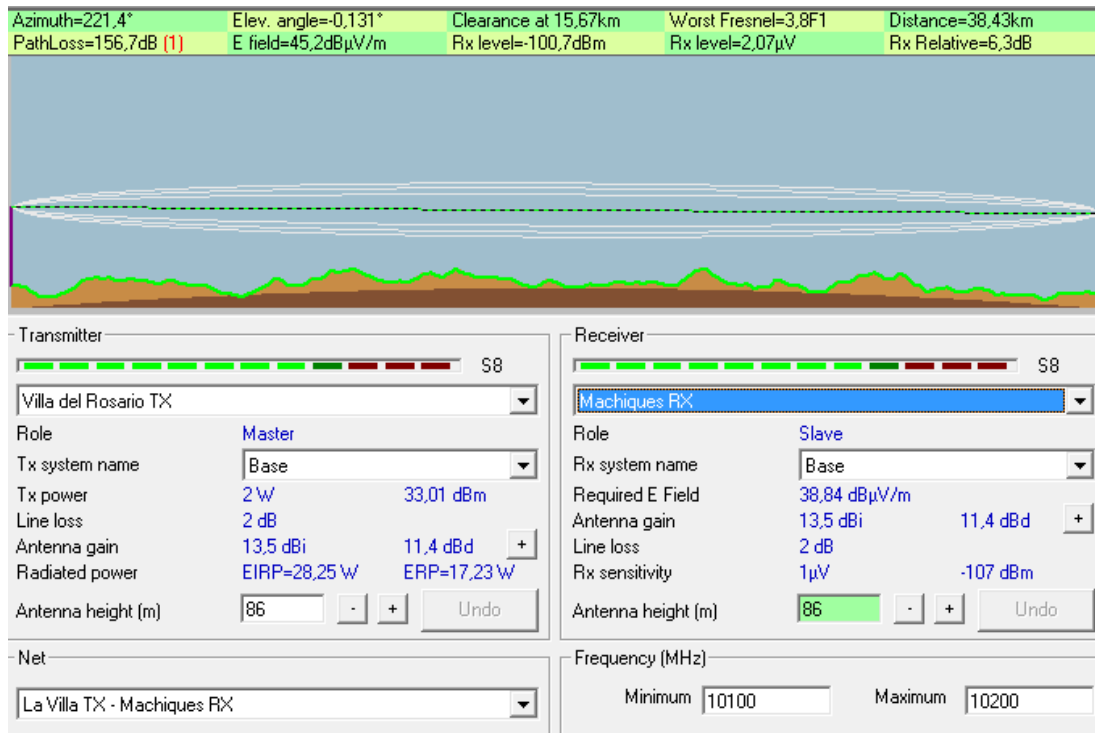 Azimuth=221,4° Elev. angle=-0,131° Clearance at 15,67km Worst Fresnel=3,8F1 Distance=38,43km
PathLoss=156,7dB (1) E field=45,2dBµV/m Rx level=-100,7dBm Rx level=2,07µV Rx Relative=6,3dB
Transmitter
S8
Villa del Rosario TX
Role Master
Tx system name Base
Tx power 2 W 33,01 dBm
Line loss 2 dB
Antenna gain 13,5 dBi 11,4 dBd +
Radiated power EIRP=28,25 W ERP=17,23 W
Antenna height (m) 86 - + Undo
Receiver
S8
Machiques RX
Role Slave
Rx system name Base
Required E Field 38,84 dBµV/m
Antenna gain 13,5 dBi 11,4 dBd +
Line loss 2 dB
Rx sensitivity 1µV -107 dBm
Antenna height (m) 86 - + Undo
Net
La Villa TX - Machiques RX
Frequency (MHz)
Minimum 10100 Maximum 10200